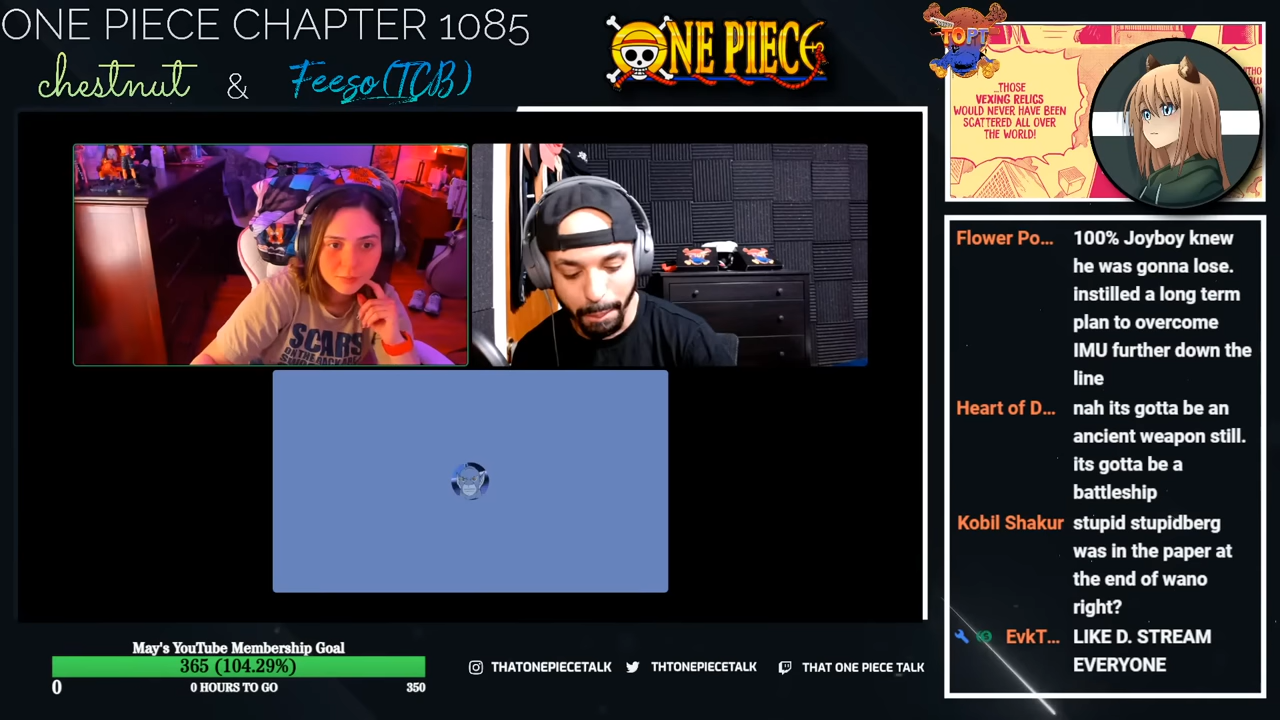 ONE PIECE CHAPTER 1085
chestnut & Feeso(TCB)
ONE PIECE
TOPT
...THOSE
VEXING RELICS
WOULD NEVER HAVE BEEN
SCATTERED ALL OVER
THE WORLD!
SCARS
ON THE
Flower Po... 100% Joyboy knew
he was gonna lose.
instilled a long term
plan to overcome
IMU further down the
line
Heart of D... nah its gotta be an
ancient weapon still.
its gotta be a
battleship
Kobil Shakur stupid stupidberg
was in the paper at
the end of wano
right?
EvkT... LIKE D. STREAM
EVERYONE
May's YouTube Membership Goal
365 (104.29%)
0 0 HOURS TO GO 350
THATONEPIECETALK THTONEPIECETALK THAT ONE PIECE TALK